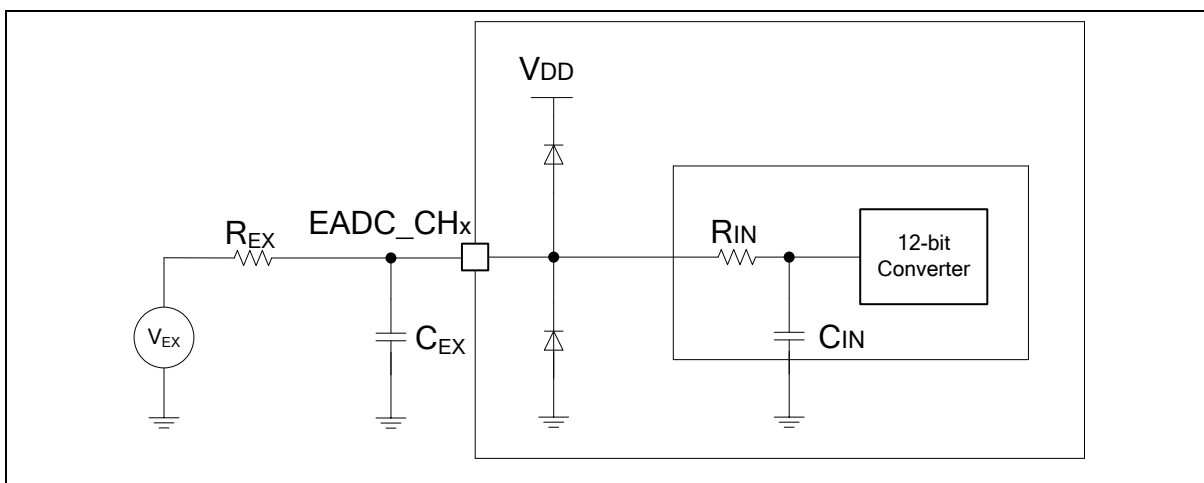 VDD
EADC_CHx
REX
RIN
12-bit
Converter
VEX
CEX
CIN